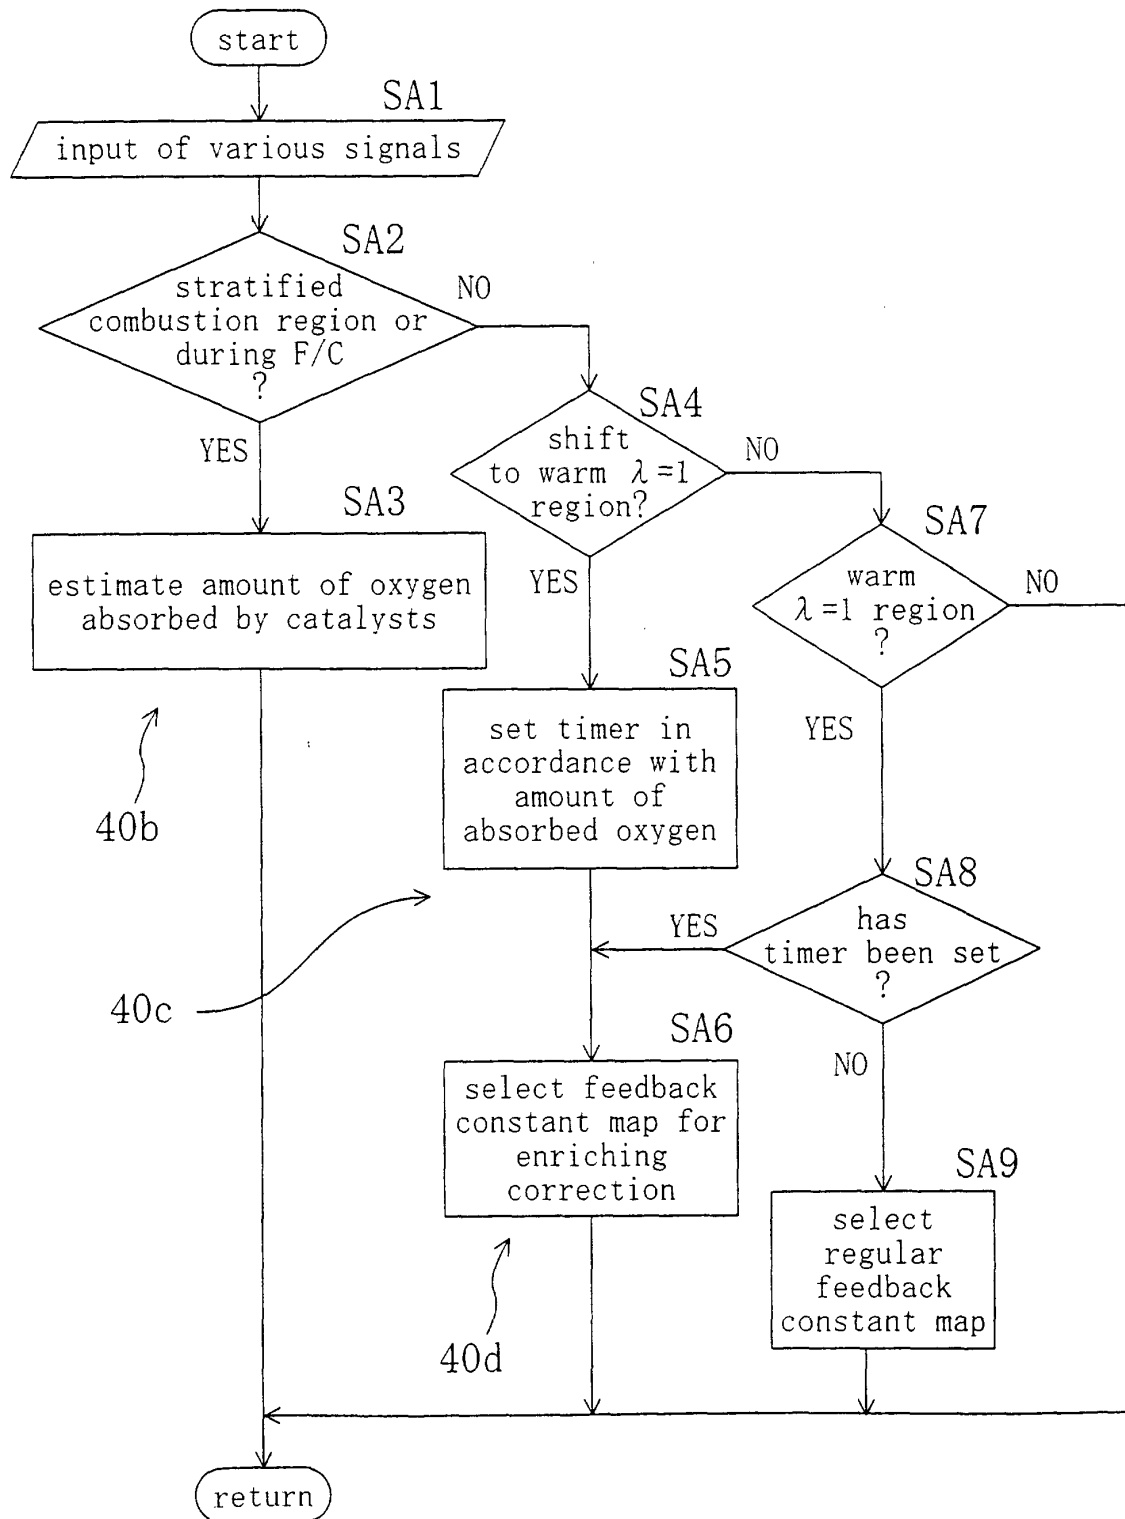 start
SA1
input of various signals
SA2
stratified
combustion region or
during F/C
?
NO
YES
SA3
estimate amount of oxygen
absorbed by catalysts
40b
SA4
shift
to warm λ=1
region?
NO
YES
SA5
set timer in
accordance with
amount of
absorbed oxygen
40c
SA7
warm
λ=1 region
?
NO
YES
SA8
has
timer been set
?
YES
NO
SA6
select feedback
constant map for
enriching
correction
40d
SA9
select
regular
feedback
constant map
return